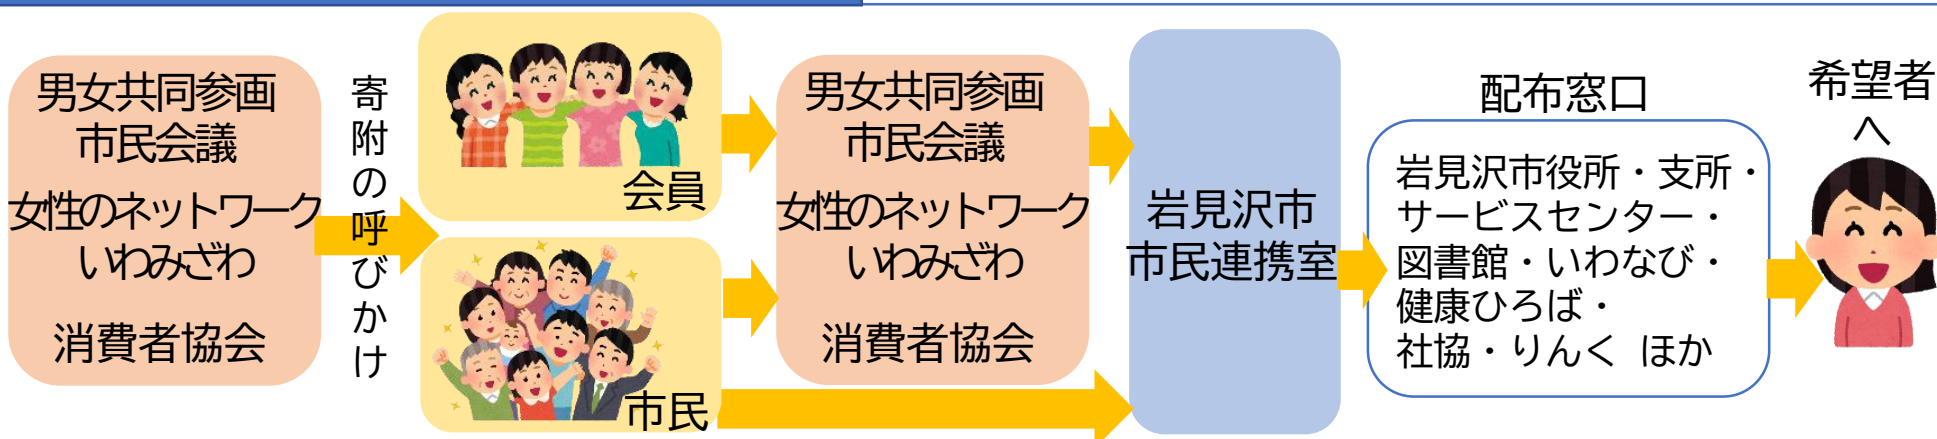 男女共同参画
市民会議
女性のネットワーク
いわみざわ
消費者協会
寄附の呼びかけ
会員
市民
男女共同参画
市民会議
女性のネットワーク
いわみざわ
消費者協会
岩見沢市
市民連携室
配布窓口
岩見沢市役所・支所・
サービスセンター・
図書館・いわなび・
健康ひろば・
社協・りんく ほか
希望者
へ